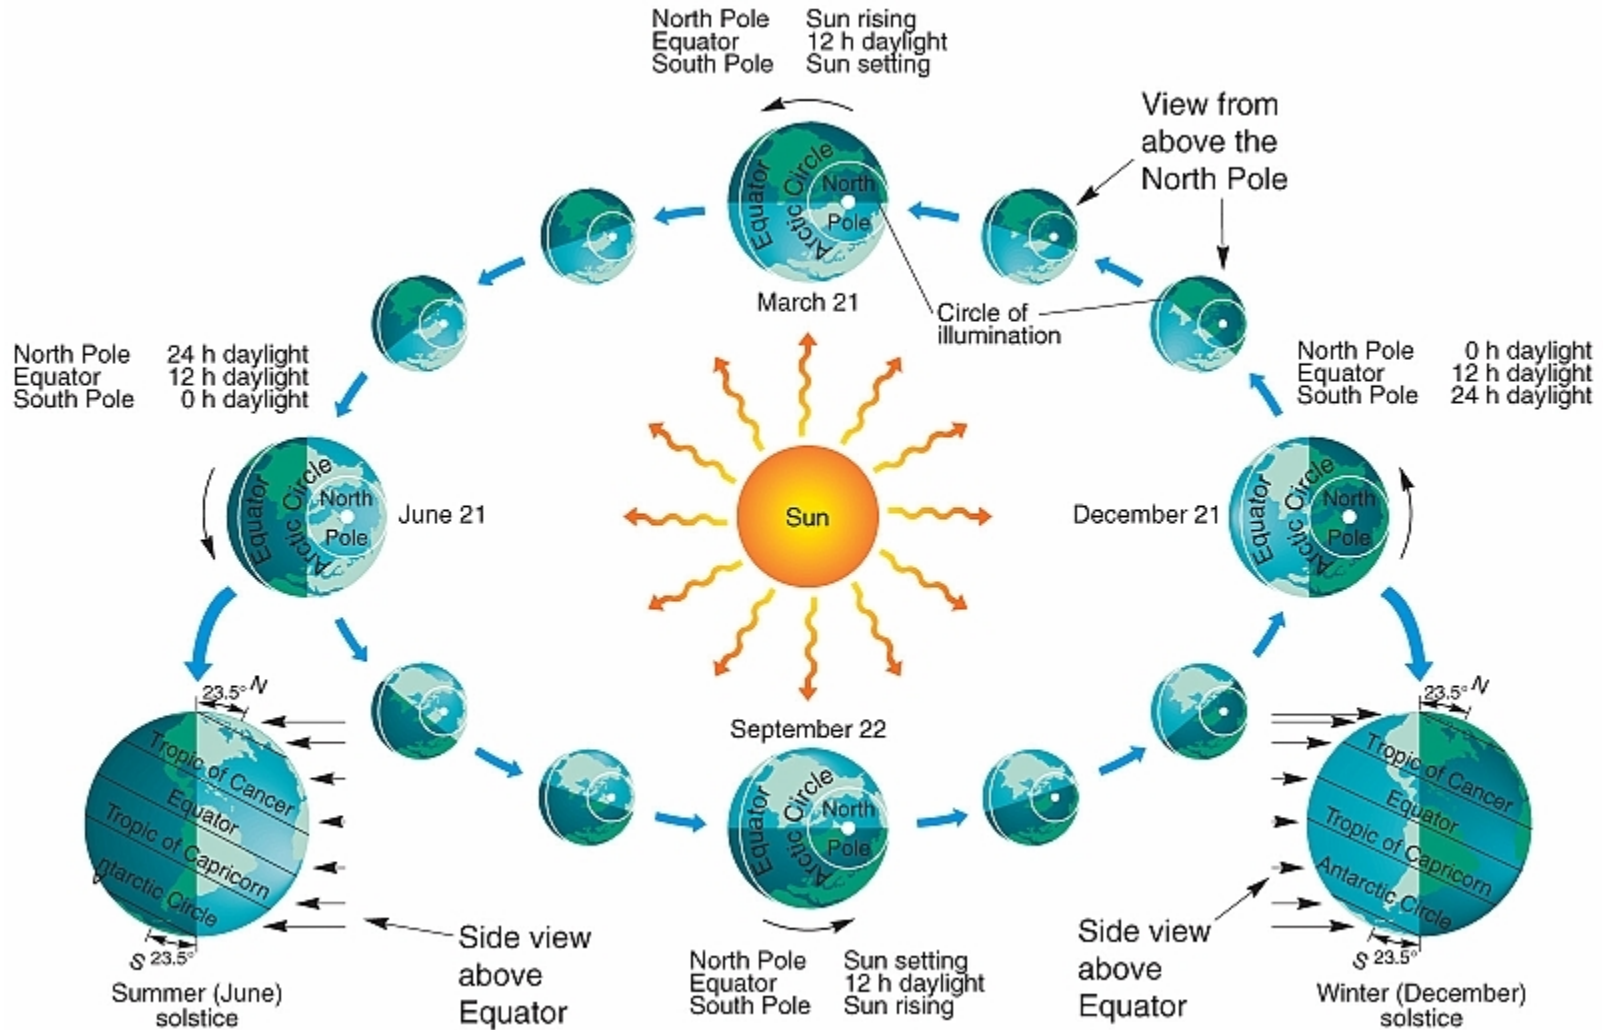 North Pole Sun rising
Equator 12 h daylight
South Pole Sun setting
View from
above the
North Pole
Equator
Arctic Circle
North
Pole
March 21
Circle of
illumination
North Pole 24 h daylight
Equator 12 h daylight
South Pole 0 h daylight
North Pole 0 h daylight
Equator 12 h daylight
South Pole 24 h daylight
Equator
Arctic Circle
North
Pole
June 21
Sun
December 21
Equator
Arctic Circle
North
Pole
23.5° N
Tropic of Cancer
Equator
Tropic of Capricorn
Antarctic Circle
S 23.5°
Summer (June)
solstice
Side view
above
Equator
September 22
Equator
Arctic Circle
North
Pole
North Pole Sun setting
Equator 12 h daylight
South Pole Sun rising
Side view
above
Equator
23.5° N
Tropic of Cancer
Equator
Tropic of Capricorn
Antarctic Circle
S 23.5°
Winter (December)
solstice